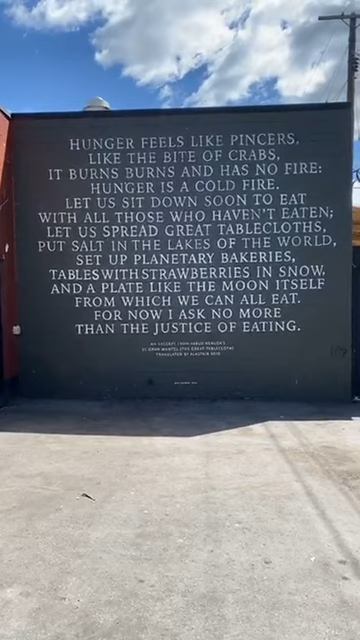 HUNGER FEELS LIKE PINCERS,
LIKE THE BITE OF CRABS,
IT BURNS BURNS AND HAS NO FIRE:
HUNGER IS A COLD FIRE.
LET US SIT DOWN SOON TO EAT
WITH ALL THOSE WHO HAVEN'T EATEN;
LET US SPREAD GREAT TABLECLOTHS,
PUT SALT IN THE LAKES OF THE WORLD,
SET UP PLANETARY BAKERIES,
TABLES WITH STRAWBERRIES IN SNOW,
AND A PLATE LIKE THE MOON ITSELF
FROM WHICH WE CAN ALL EAT.
FOR NOW I ASK NO MORE
THAN THE JUSTICE OF EATING.
AN EXCERPT FROM PABLO NERUDA'S
EL GRAN MANTEL (THE GREAT TABLECLOTH)
TRANSLATED BY ALASTAIR REID